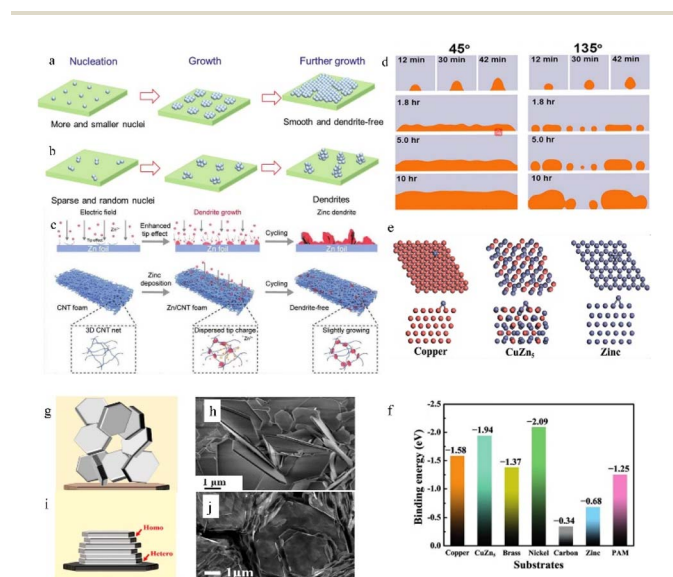 a
Nucleation
Growth
Further growth
More and smaller nuclei
Smooth and dendrite-free
b
Sparse and random nuclei
Dendrites
c
Electric field
Zn²⁺
Enhanced
tip effect
Dendrite growth
Cycling
Zinc dendrite
Zn foil
Zn foil
Zn foil
Zinc
deposition
Cycling
CNT foam
Zn/CNT foam
Dendrite-free
3D CNT net
Dispersed tip charge
Zn²⁺
Slightly growing
d
45°
135°
12 min
30 min
42 min
12 min
30 min
42 min
1.8 hr
1.8 hr
5.0 hr
5.0 hr
10 hr
10 hr
e
Copper
CuZn₅
Zinc
g
h
1 μm
i
Homo
Hetero
j
1μm
f
Binding energy (eV)
-2.5
-2.0
-1.5
-1.0
-0.5
-0.0
−1.58
−1.94
−1.37
−2.09
−0.34
−0.68
−1.25
Copper
CuZn₅
Brass
Nickel
Carbon
Zinc
PAM
Substrates